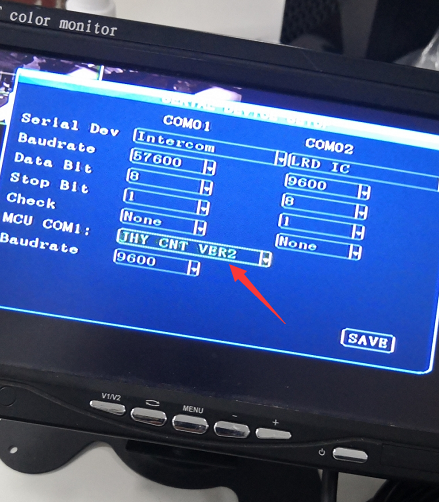 color monitor
COM01 COM02
Serial Dev Intercom LRD IC
Baudrate 57600 9600
Data Bit 8 8
Stop Bit 1 1
Check None None
MCU COM1: JHY CNT VER2
Baudrate 9600
SAVE
V1/V2 MENU - +